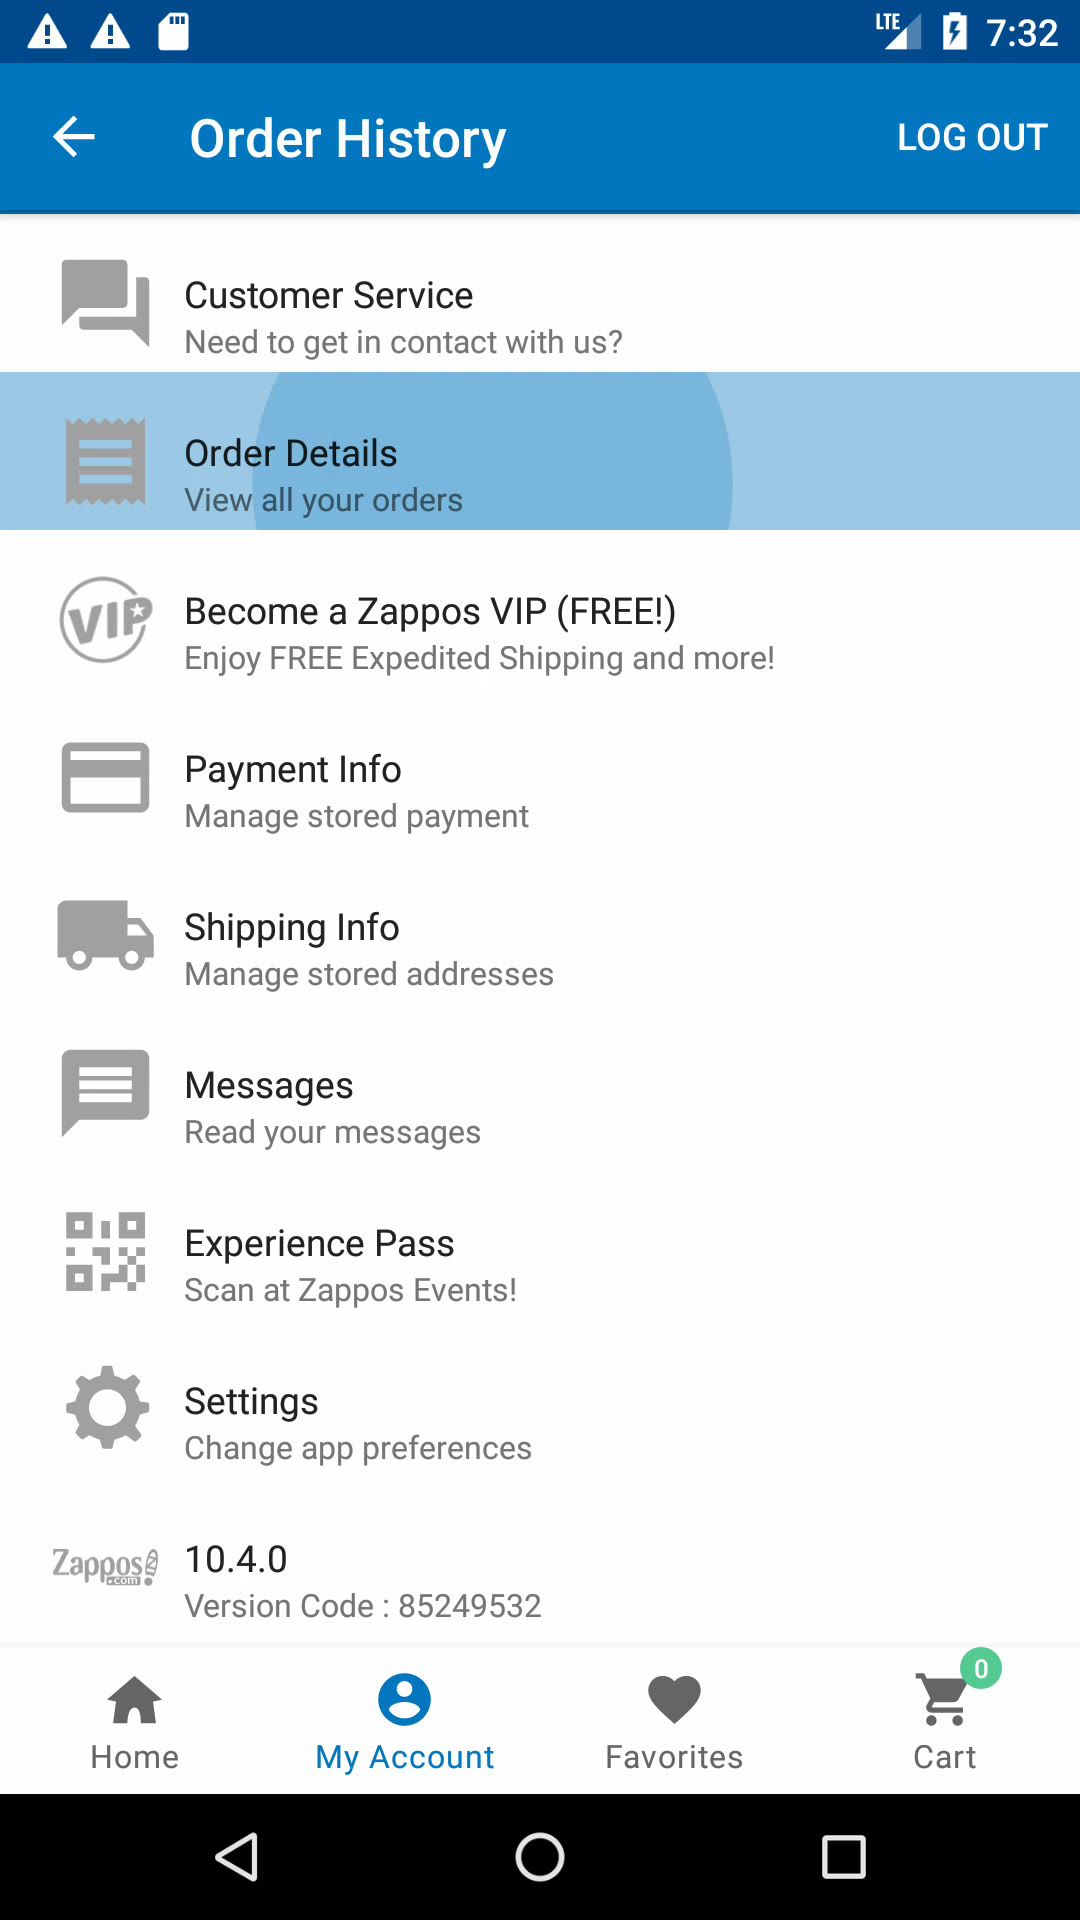 LTE 7:32
Order History LOG OUT
Customer Service
Need to get in contact with us?
Order Details
View all your orders
VIP
Become a Zappos VIP (FREE!)
Enjoy FREE Expedited Shipping and more!
Payment Info
Manage stored payment
Shipping Info
Manage stored addresses
Messages
Read your messages
Experience Pass
Scan at Zappos Events!
Settings
Change app preferences
Zappos
.com
10.4.0
Version Code : 85249532
0
Home My Account Favorites Cart